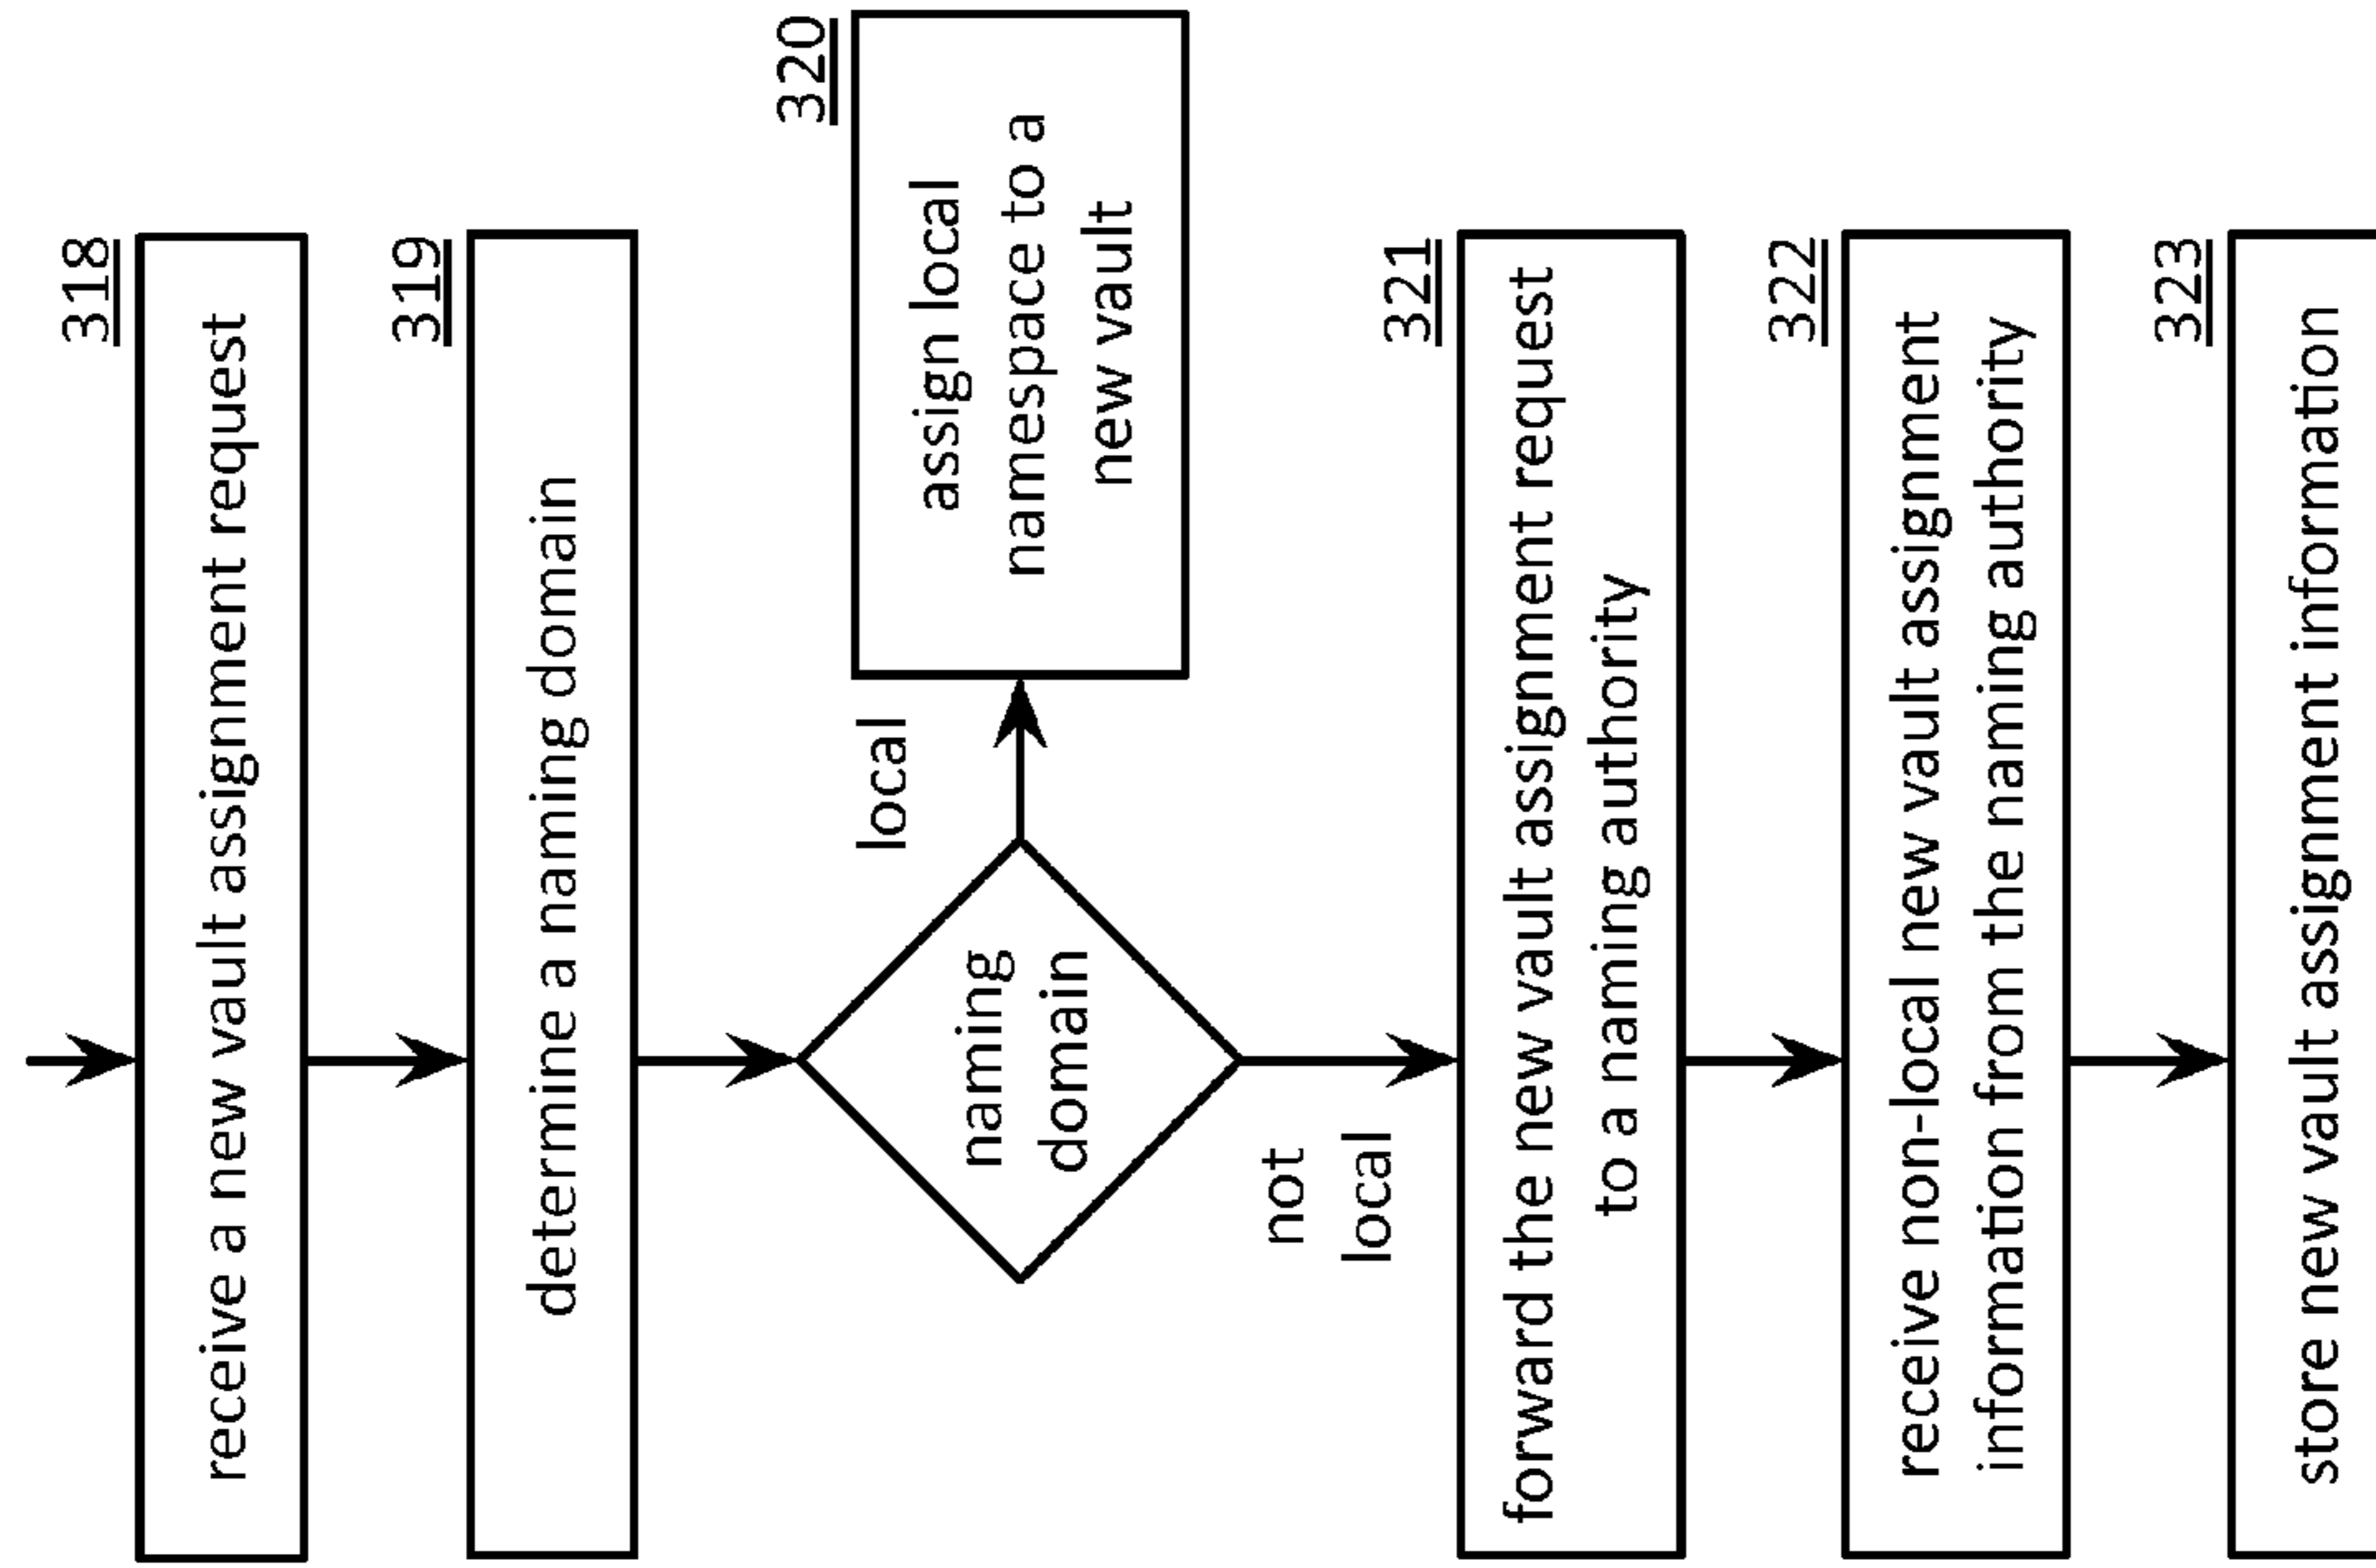 318
receive a new vault assignment request
319
determine a naming domain
naming
domain
local
320
assign local
namespace to a
new vault
not
local
321
forward the new vault assignment request
to a naming authority
322
receive non-local new vault assignment
information from the naming authority
323
store new vault assignment information